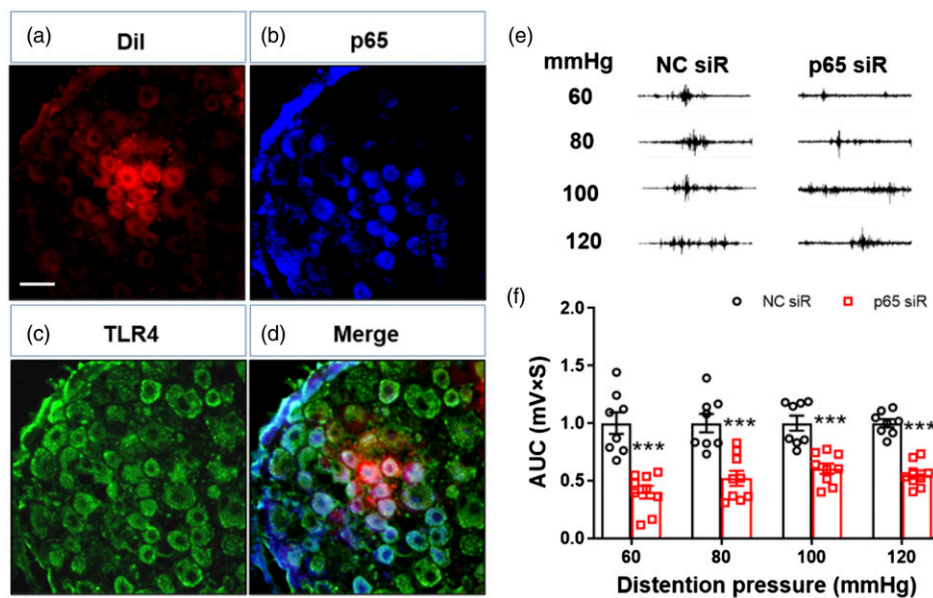 (a) DiI
(b) p65
(c) TLR4
(d) Merge
(e)
mmHg NC siR p65 siR
60
80
100
120
(f)
NC siR p65 siR
2.0
1.5
1.0
0.5
0.0
AUC (mV×S)
*** *** *** ***
60 80 100 120
Distention pressure (mmHg)